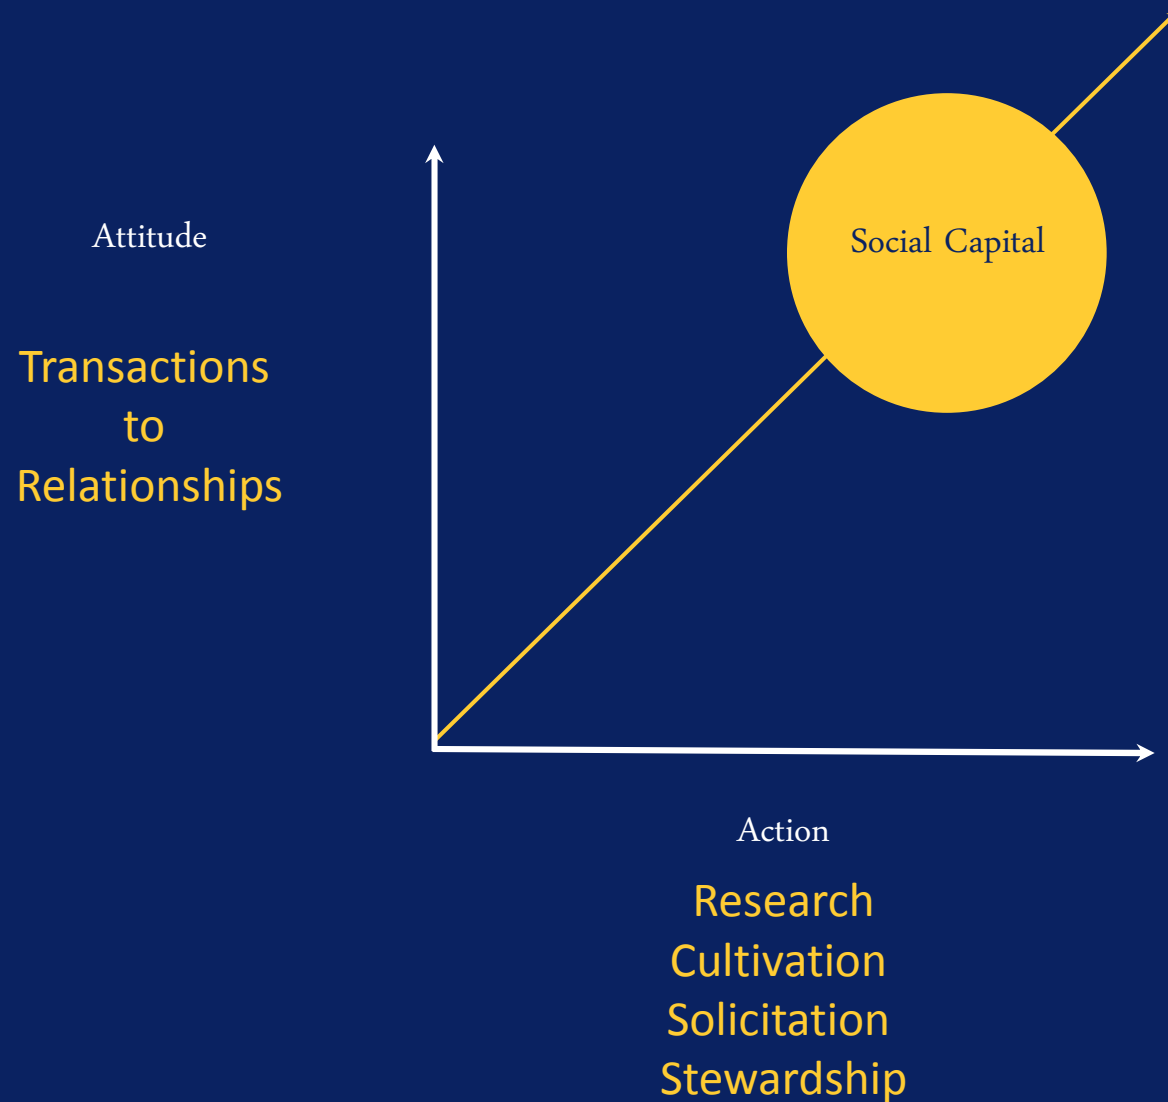 Attitude
Social Capital
Transactions
to
Relationships
Action
Research
Cultivation
Solicitation
Stewardship